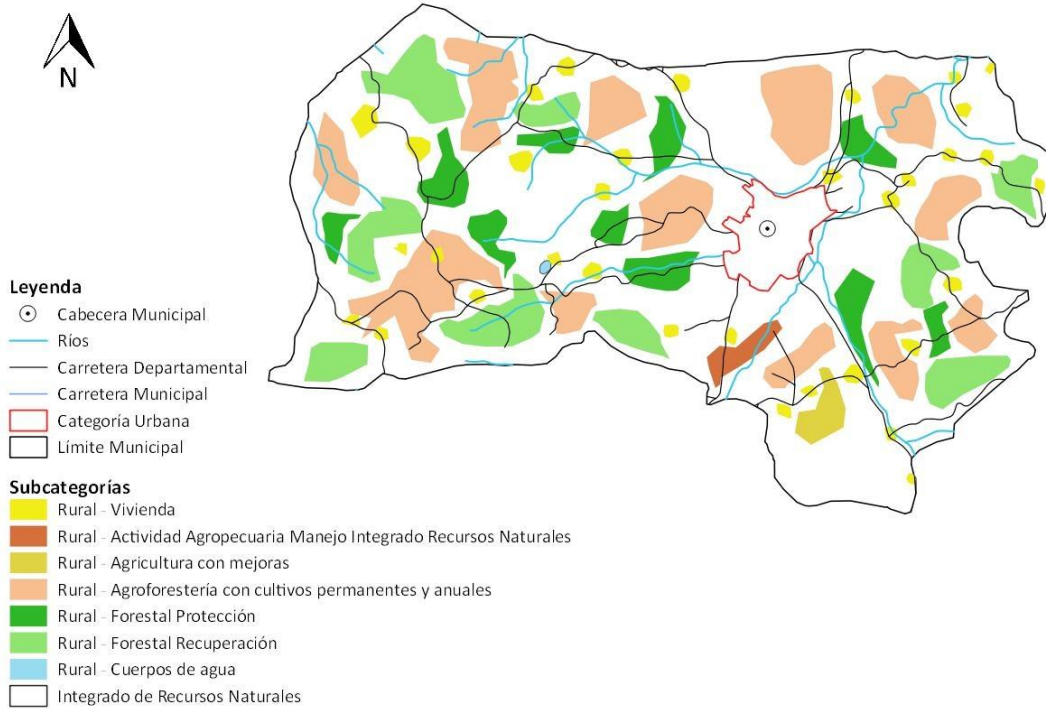 N
Leyenda
Cabecera Municipal
Ríos
Carretera Departamental
Carretera Municipal
Categoría Urbana
Límite Municipal
Subcategorías
Rural - Vivienda
Rural - Actividad Agropecuaria Manejo Integrado Recursos Naturales
Rural - Agricultura con mejoras
Rural - Agroforestería con cultivos permanentes y anuales
Rural - Forestal Protección
Rural - Forestal Recuperación
Rural - Cuerpos de agua
Integrado de Recursos Naturales